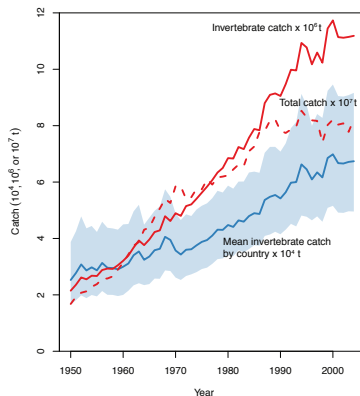 12
10
8
6
4
2
0
Catch (10⁴ 10⁶ or 10⁷ t)
Invertebrate catch x 10⁶ t
Total catch x 10⁷ t
Mean invertebrate catch
by country x 10⁴ t
1950 1960 1970 1980 1990 2000
Year